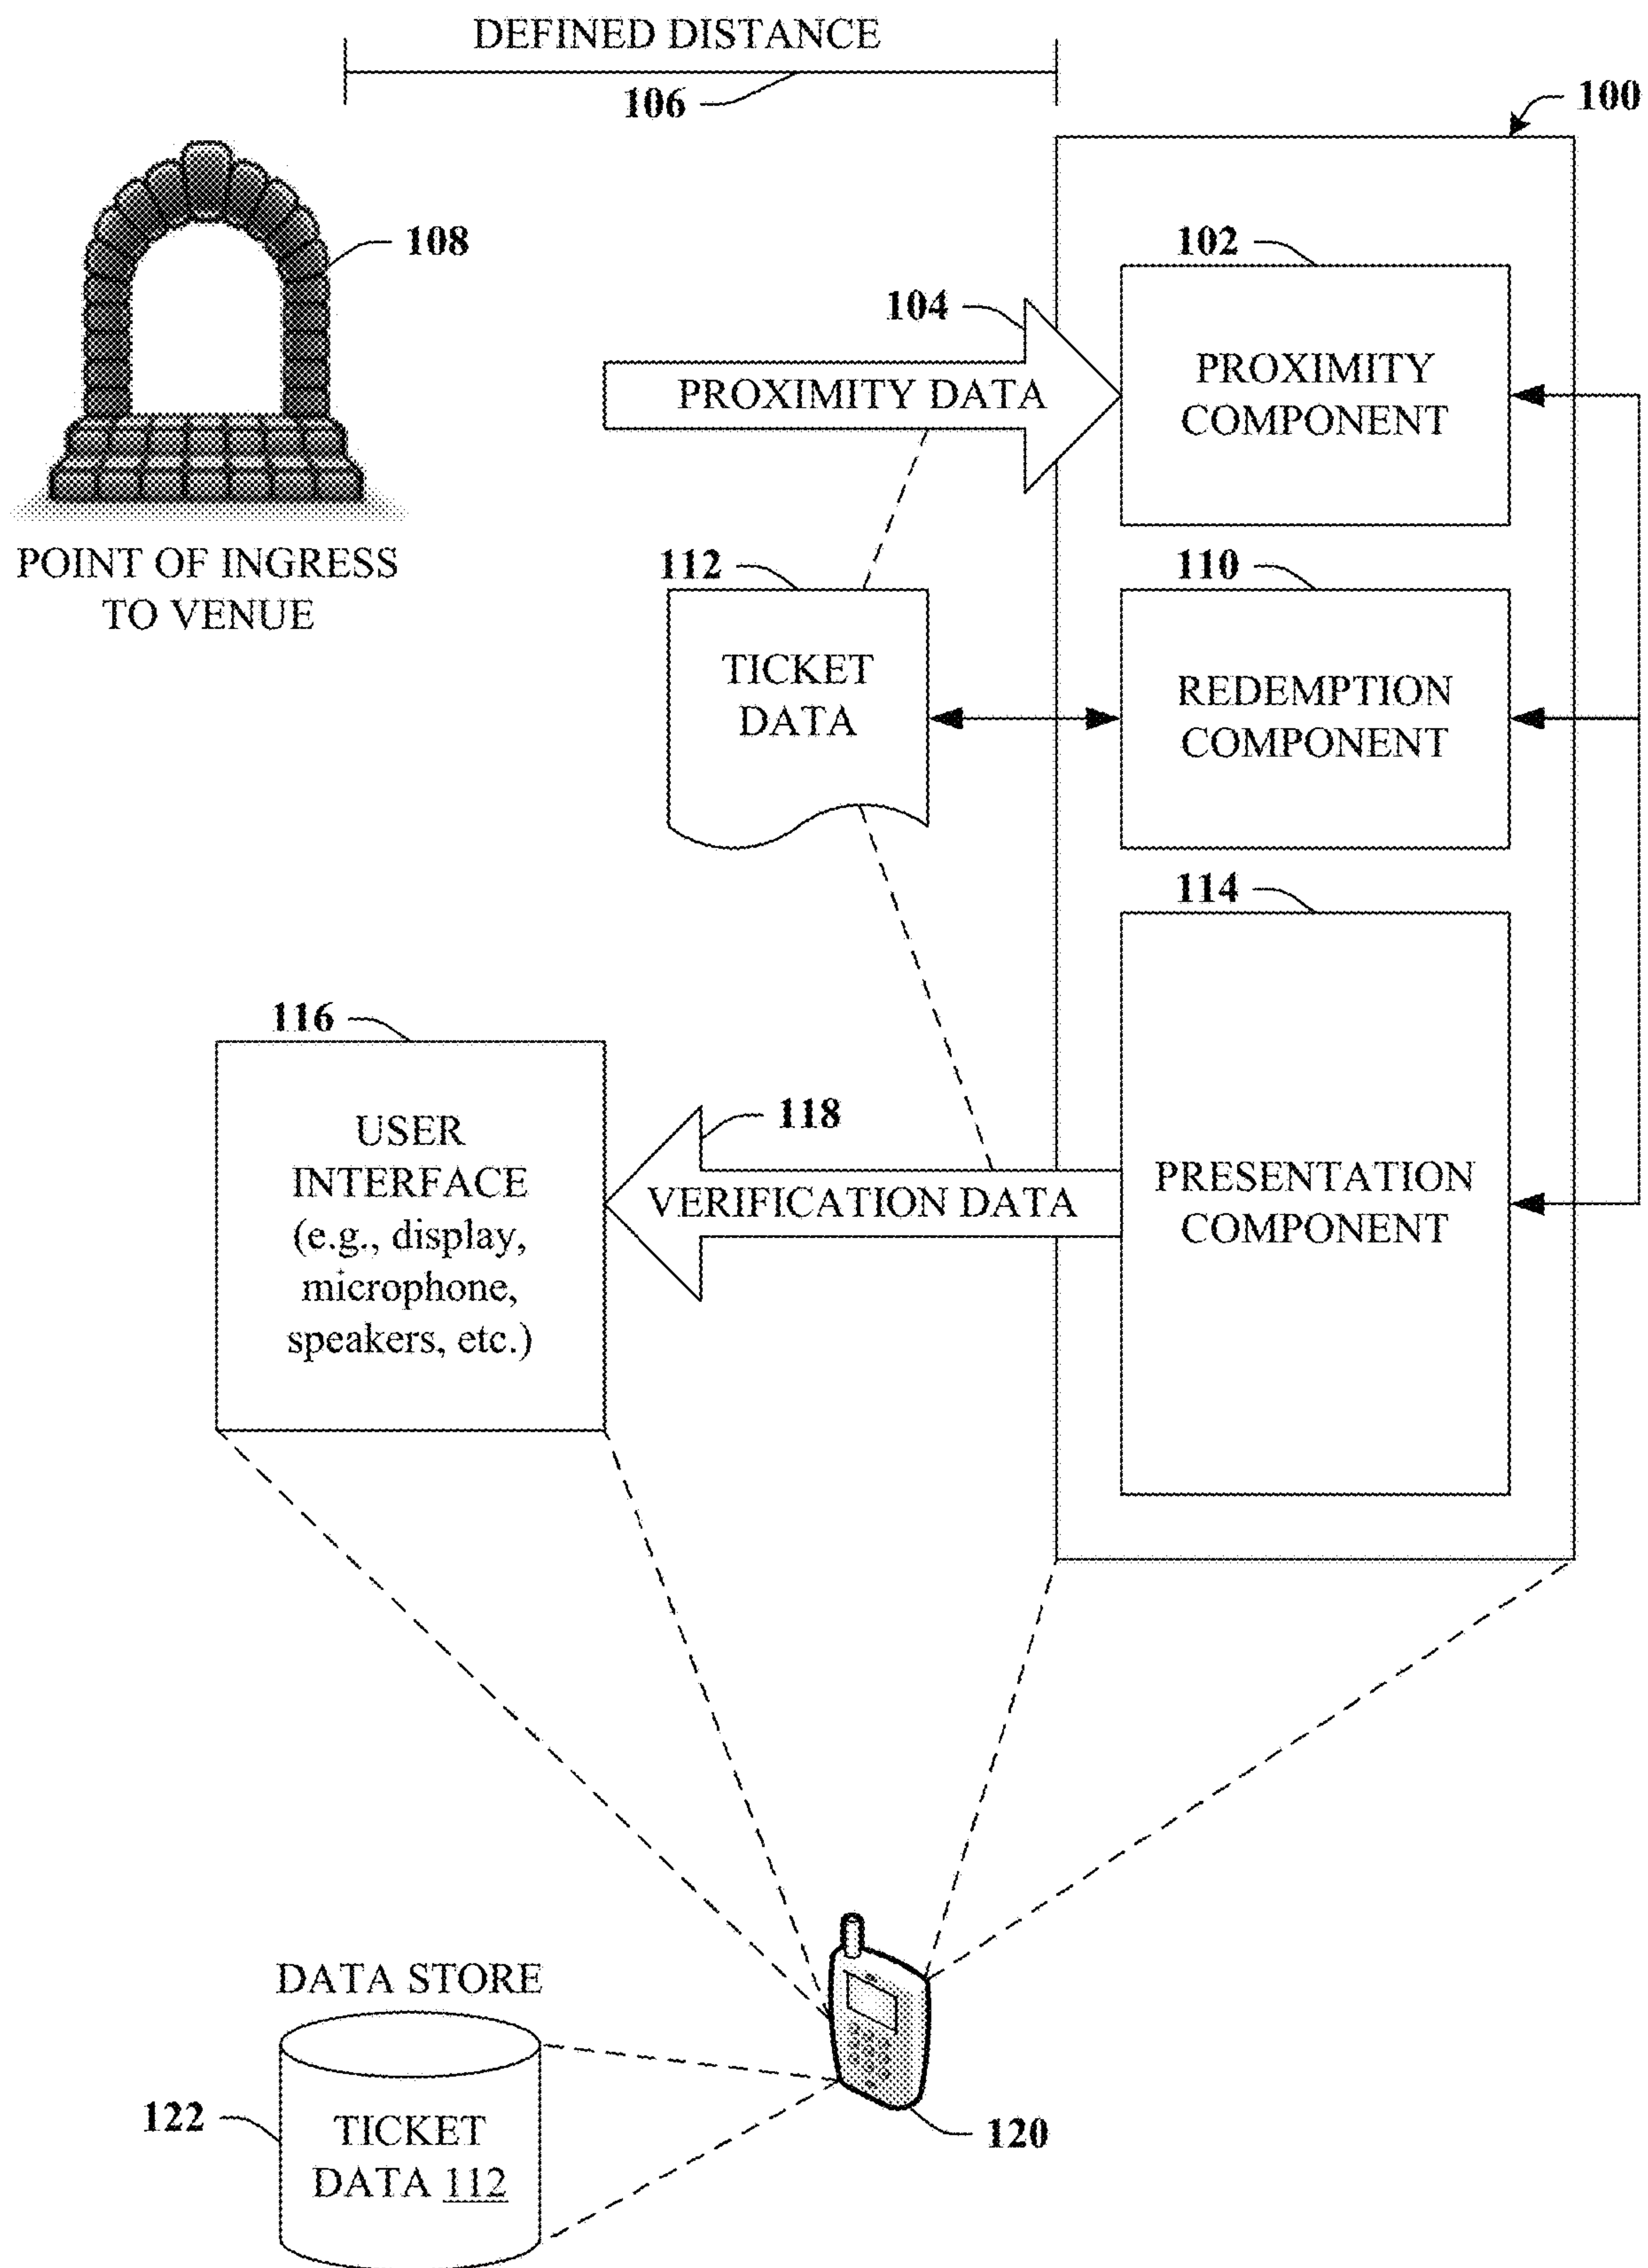 DEFINED DISTANCE
106
100
108
102
104
PROXIMITY DATA
PROXIMITY
COMPONENT
POINT OF INGRESS
TO VENUE
112
110
TICKET
DATA
REDEMPTION
COMPONENT
114
116
USER
INTERFACE
(e.g., display,
microphone,
speakers, etc.)
118
VERIFICATION DATA
PRESENTATION
COMPONENT
DATA STORE
122
TICKET
DATA 112
120